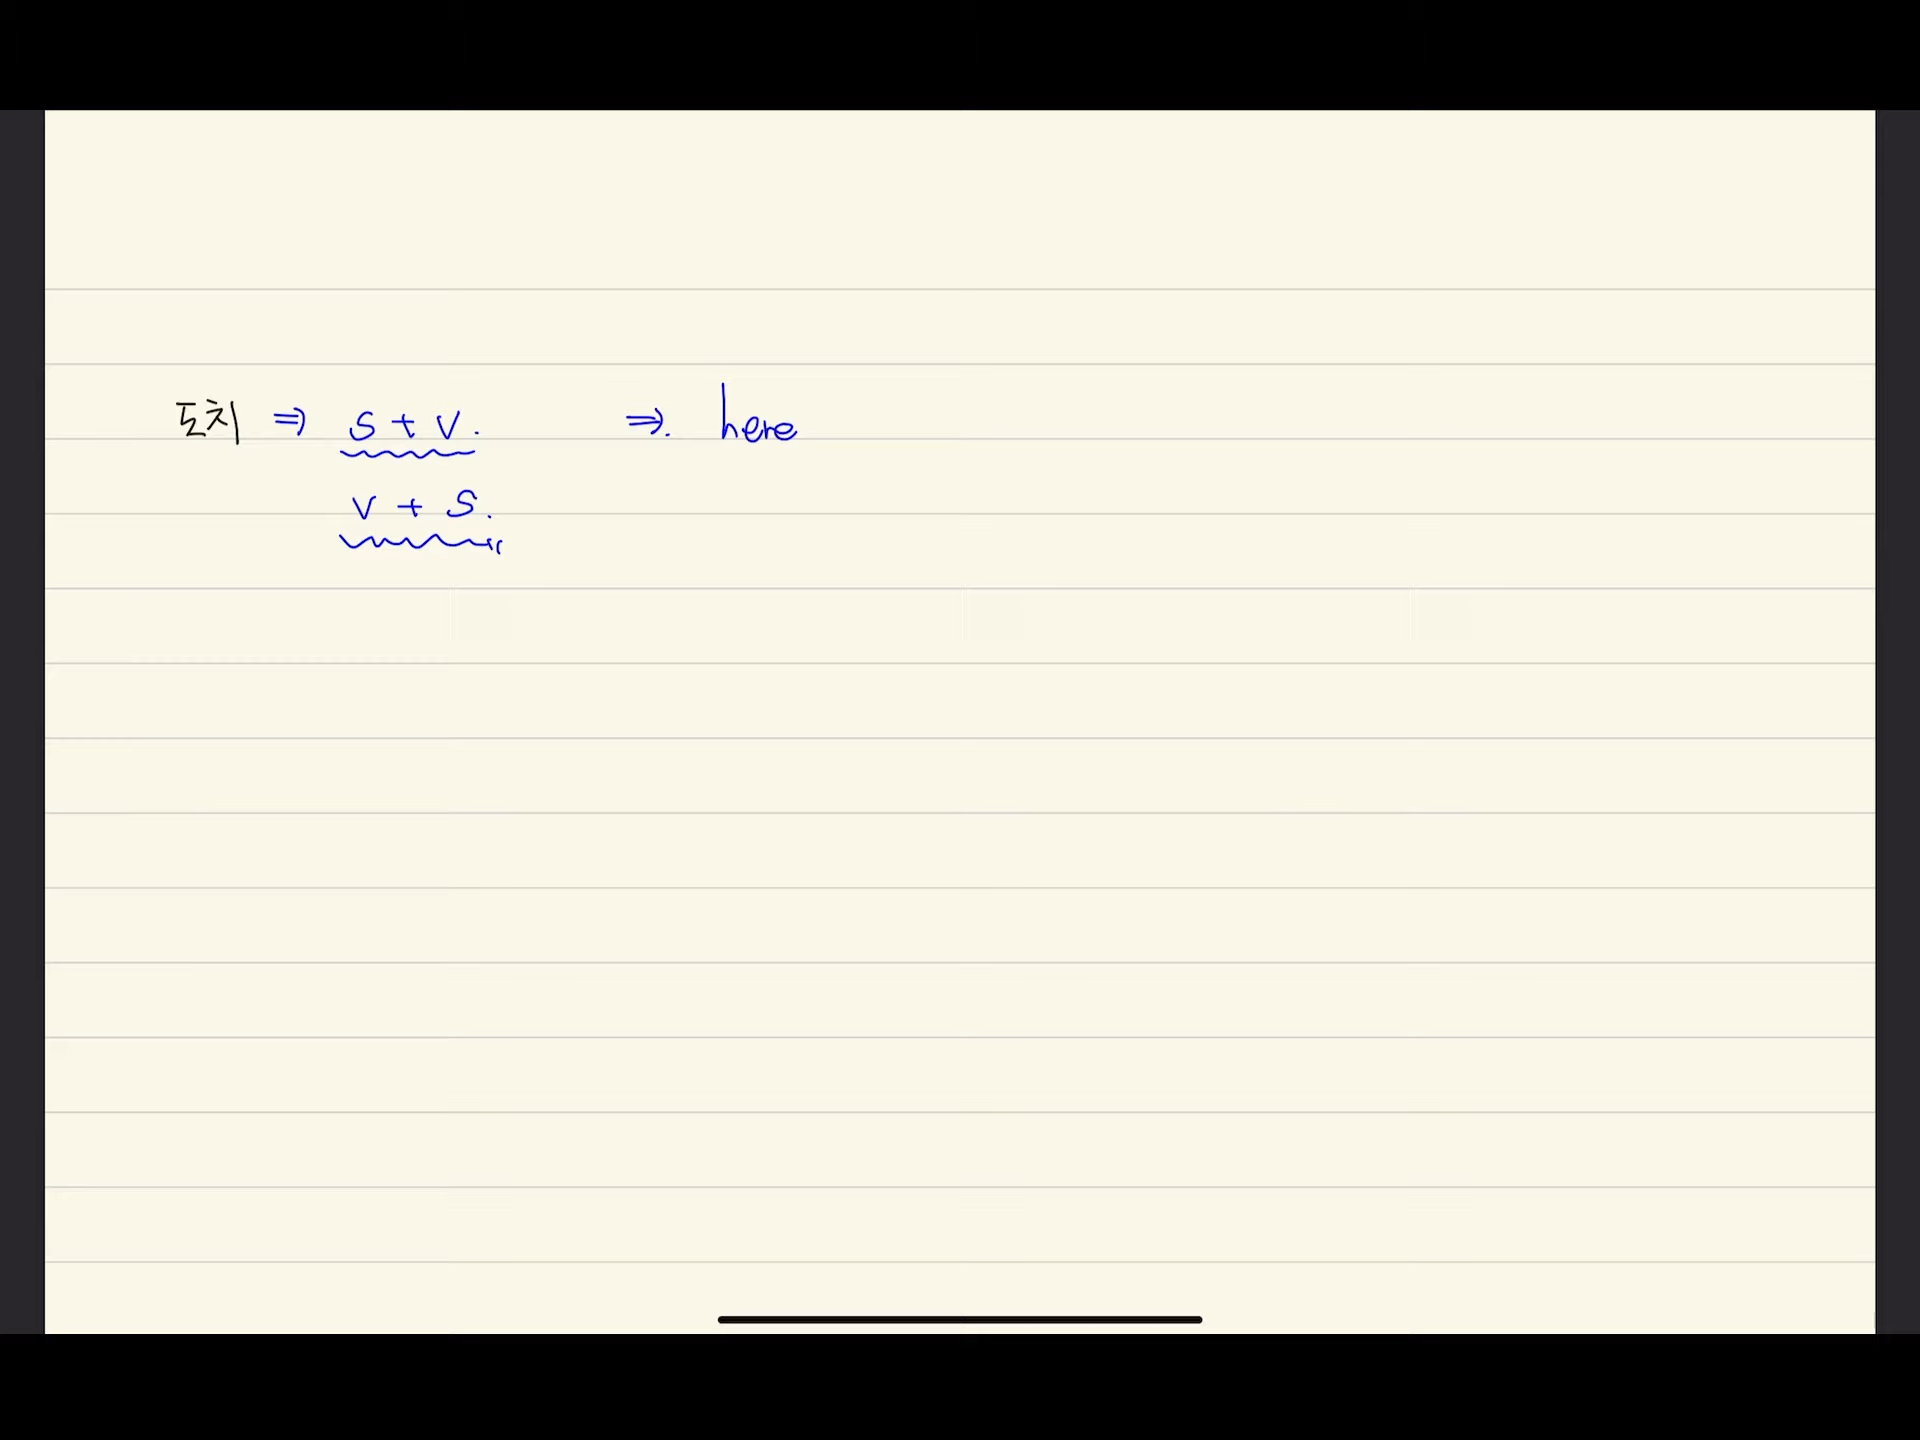 도치 ⇒ S + V. ⇒. here
V + S.